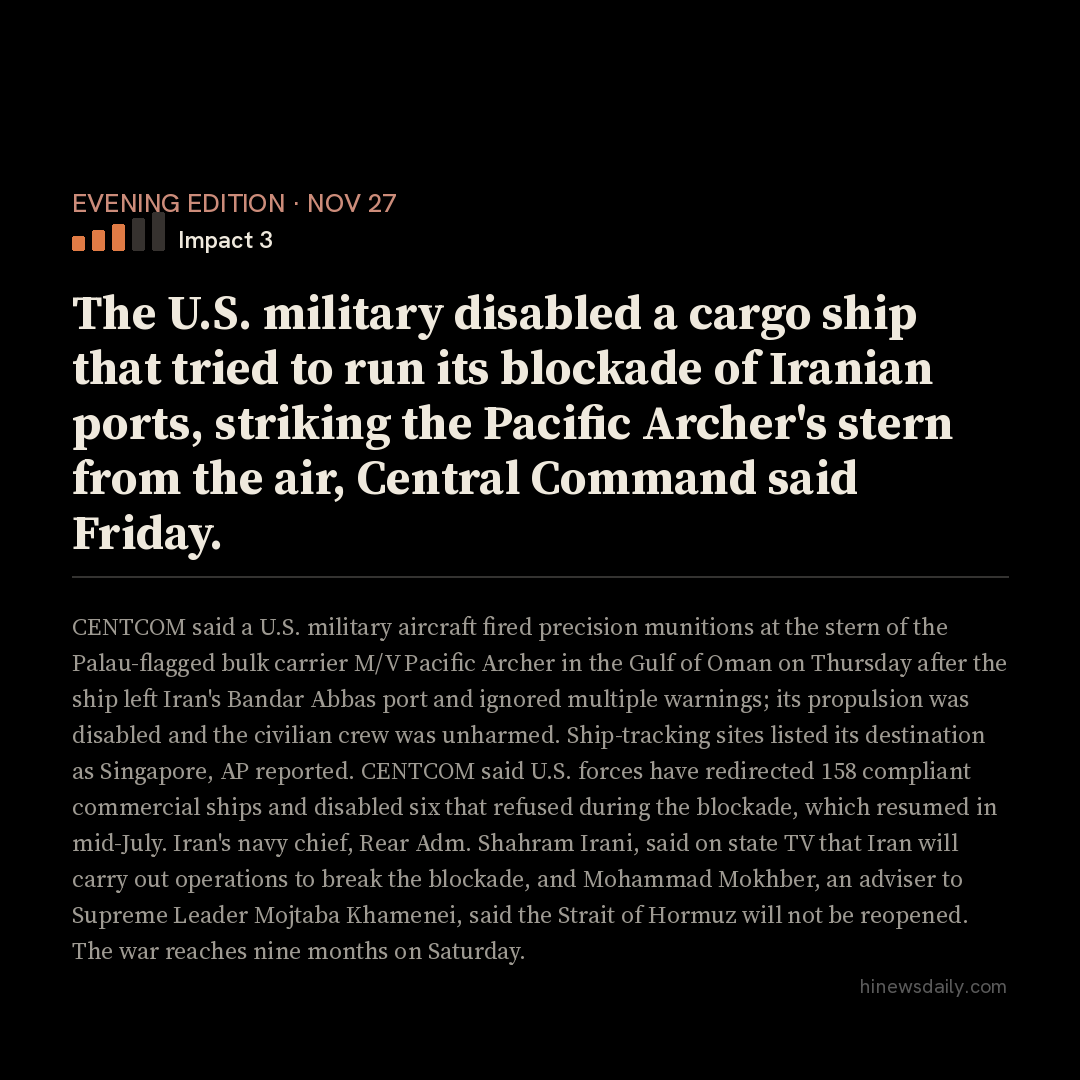 EVENING EDITION · NOV 27
Impact 3
The U.S. military disabled a cargo ship
that tried to run its blockade of Iranian
ports, striking the Pacific Archer's stern
from the air, Central Command said
Friday.
CENTCOM said a U.S. military aircraft fired precision munitions at the stern of the
Palau-flagged bulk carrier M/V Pacific Archer in the Gulf of Oman on Thursday after the
ship left Iran's Bandar Abbas port and ignored multiple warnings; its propulsion was
disabled and the civilian crew was unharmed. Ship-tracking sites listed its destination
as Singapore, AP reported. CENTCOM said U.S. forces have redirected 158 compliant
commercial ships and disabled six that refused during the blockade, which resumed in
mid-July. Iran's navy chief, Rear Adm. Shahram Irani, said on state TV that Iran will
carry out operations to break the blockade, and Mohammad Mokhber, an adviser to
Supreme Leader Mojtaba Khamenei, said the Strait of Hormuz will not be reopened.
The war reaches nine months on Saturday.
hinewsdaily.com